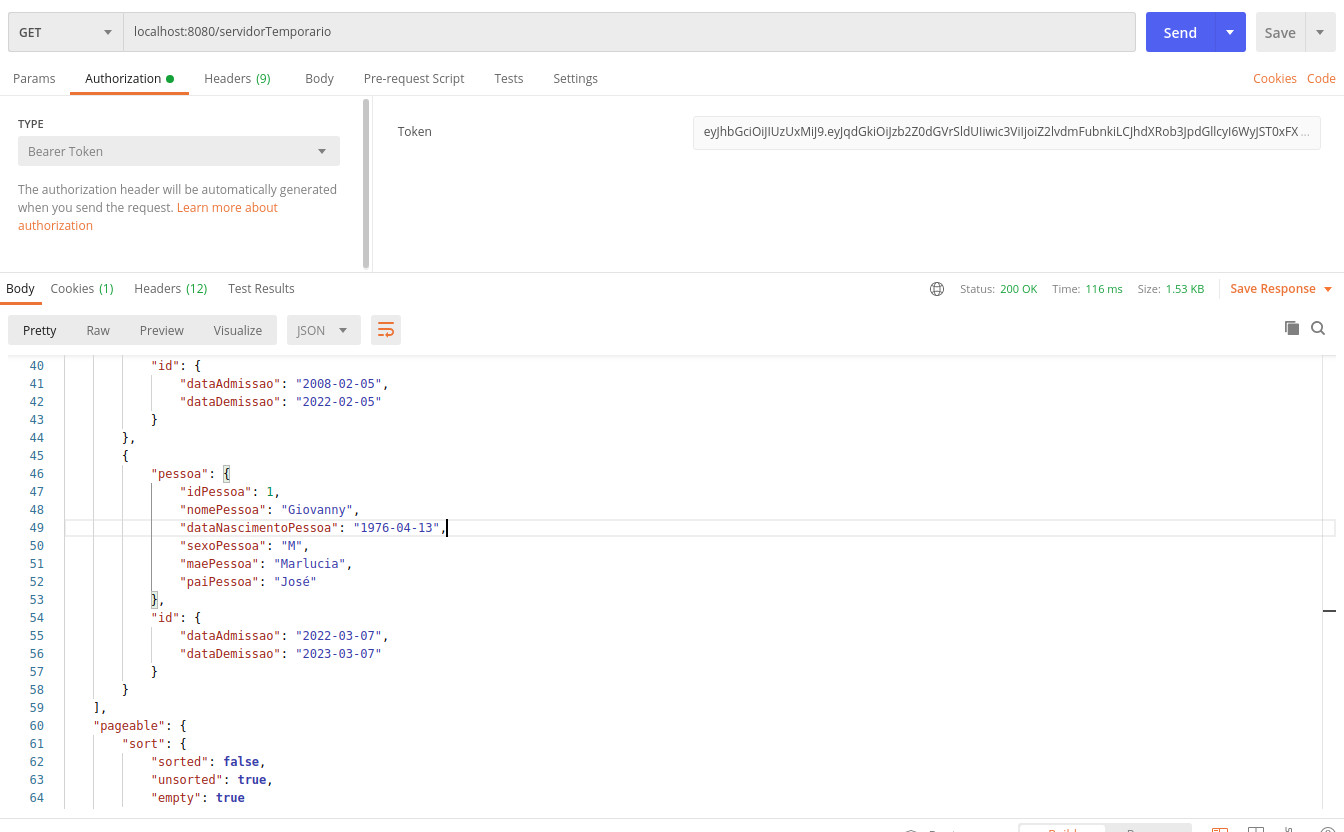 GET localhost:8080/servidorTemporario Send Save
Params Authorization Headers (9) Body Pre-request Script Tests Settings Cookies Code
TYPE
Bearer Token
The authorization header will be automatically generated
when you send the request. Learn more about
authorization
Token
Body Cookies (1) Headers (12) Test Results Status: 200 OK Time: 116 ms Size: 1.53 KB Save Response
Pretty Raw Preview Visualize JSON
40 "id": {
41 "dataAdmissao": "2008-02-05",
42 "dataDemissao": "2022-02-05"
43 }
44 },
45 {
46 "pessoa": {
47 "idPessoa": 1,
48 "nomePessoa": "Giovanny",
49 "dataNascimentoPessoa": "1976-04-13",
50 "sexoPessoa": "M",
51 "maePessoa": "Marlucia",
52 "paiPessoa": "José"
53 },
54 "id": {
55 "dataAdmissao": "2022-03-07",
56 "dataDemissao": "2023-03-07"
57 }
58 }
59 ],
60 "pageable": {
61 "sort": {
62 "sorted": false,
63 "unsorted": true,
64 "empty": true